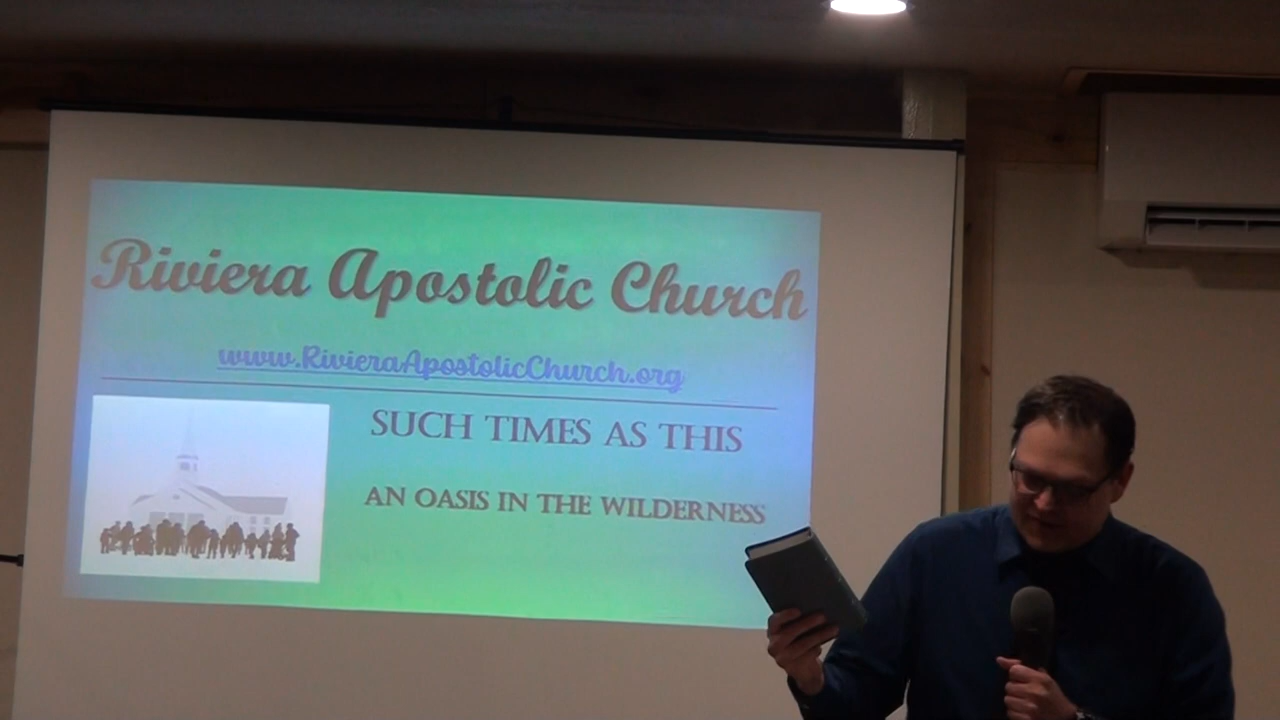 Riviera Apostolic Church
www.RivieraApostolicChurch.org
SUCH TIMES AS THIS
AN OASIS IN THE WILDERNESS